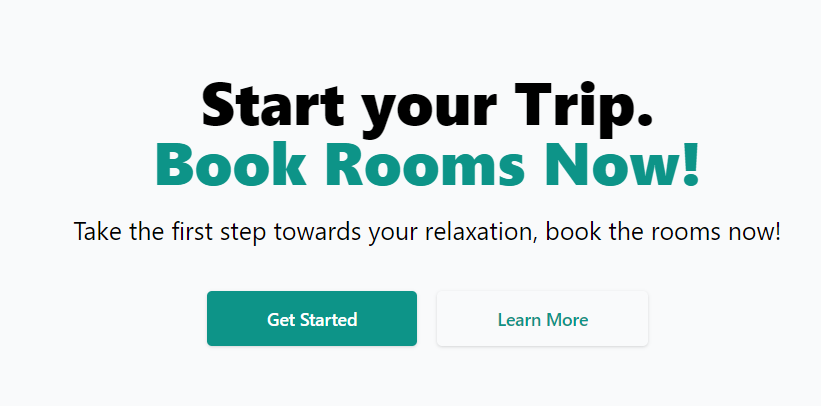 Start your Trip.
Book Rooms Now!
Take the first step towards your relaxation, book the rooms now!
Get Started
Learn More